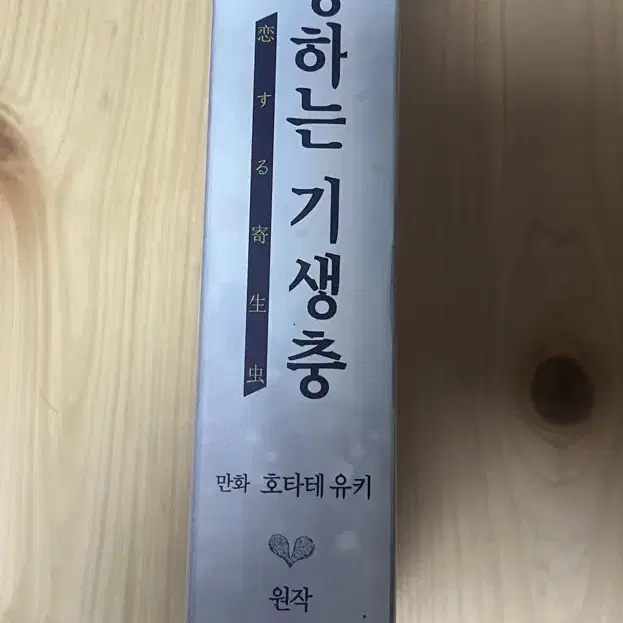 하는 기생충
恋する寄生虫
만화 호타테 유키
원작